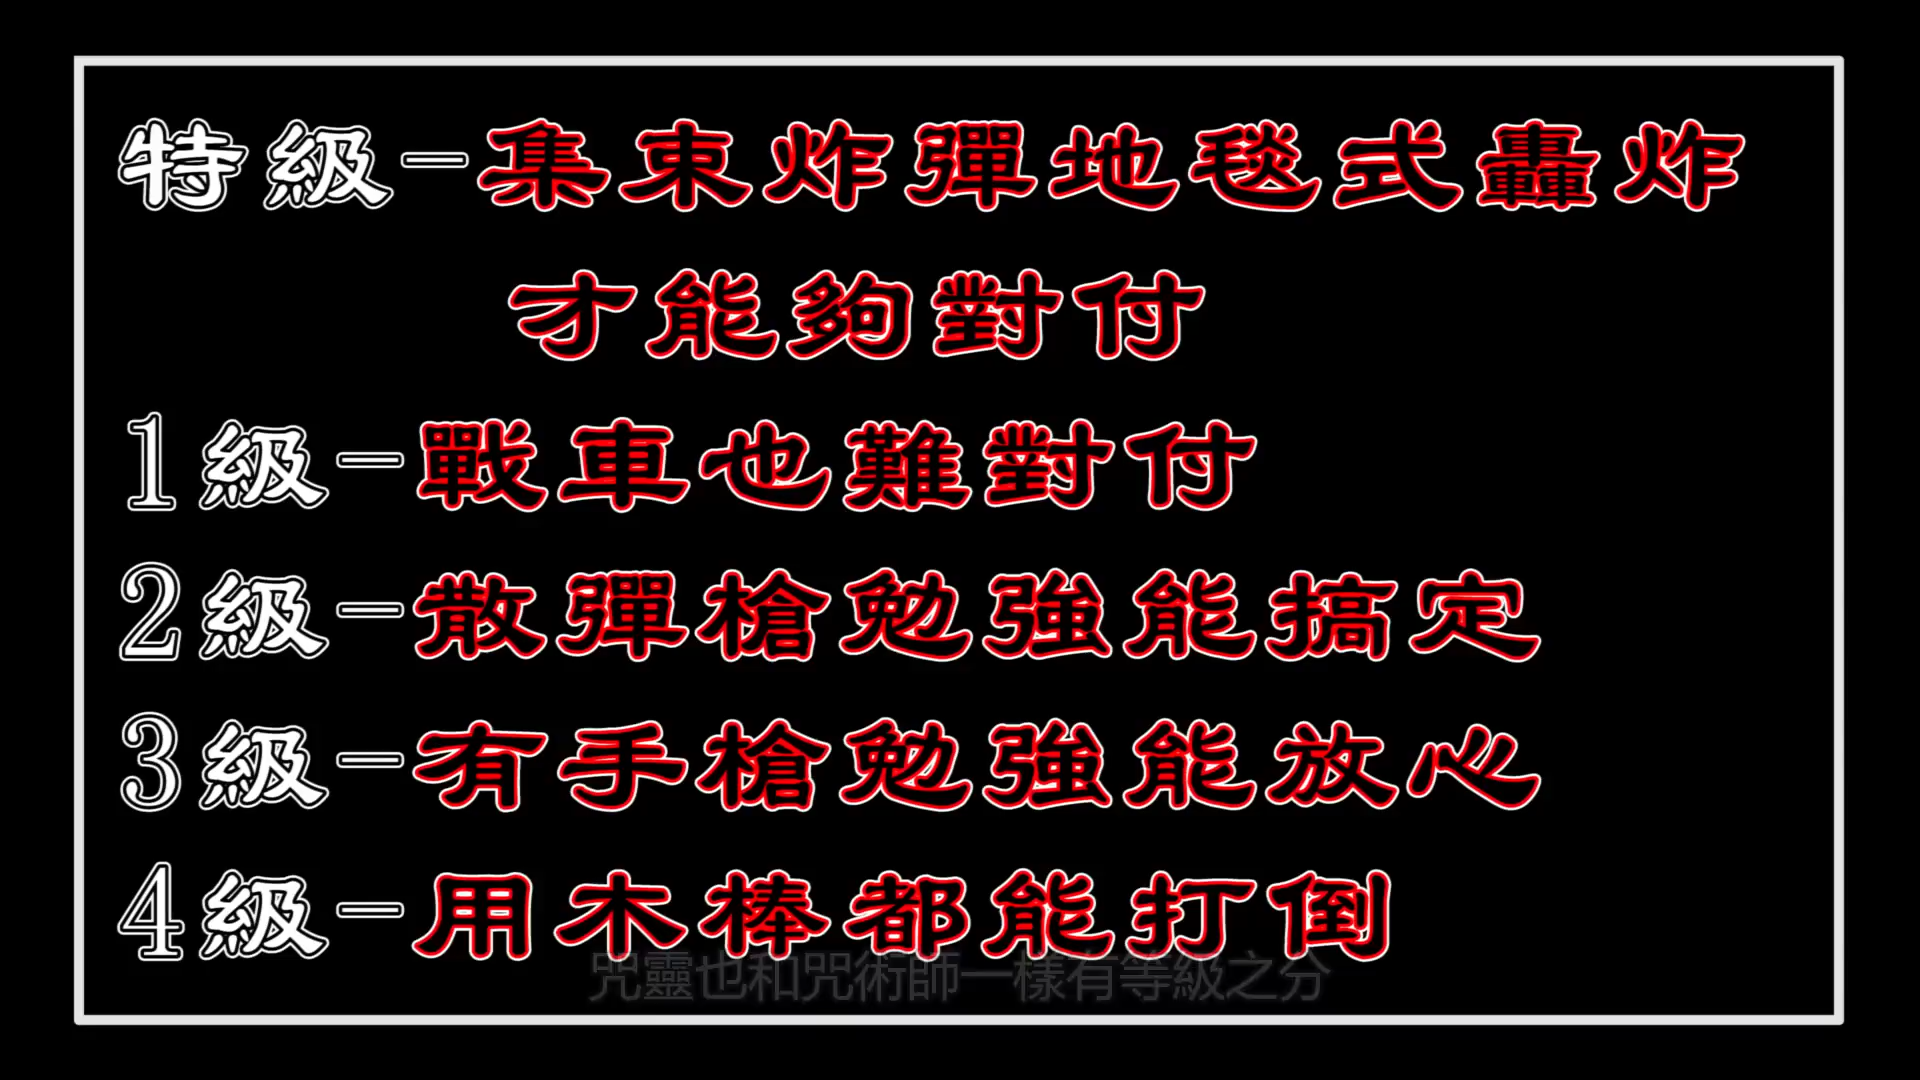 特級-集束炸彈地毯式轟炸
才能夠對付
1級-戰車也難對付
2級-散彈槍勉強能搞定
3級-有手槍勉強能放心
4級-用木棒都能打倒
咒靈也和咒術師一樣有等級之分